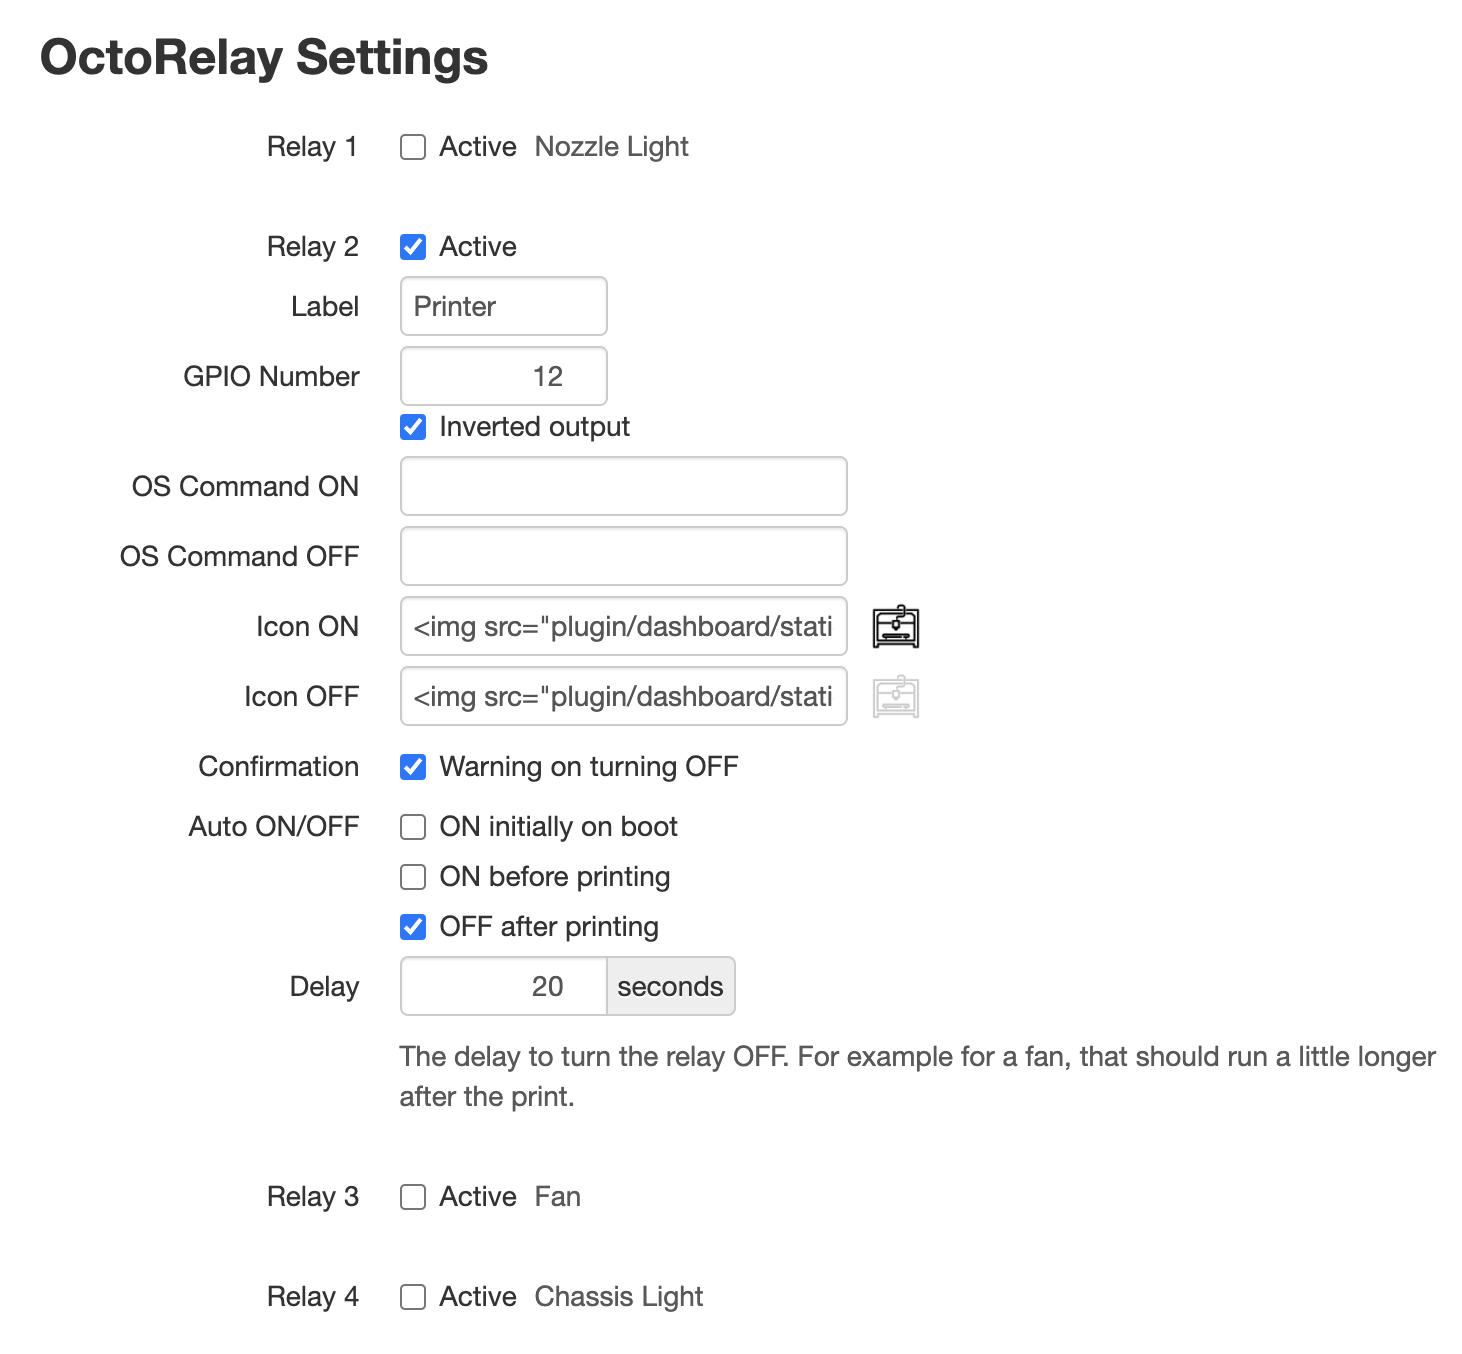 OctoRelay Settings
Relay 1 Active Nozzle Light
Relay 2 Active
Label Printer
GPIO Number 12
Inverted output
OS Command ON
OS Command OFF
Icon ON <img src="plugin/dashboard/stati
Icon OFF <img src="plugin/dashboard/stati
Confirmation Warning on turning OFF
Auto ON/OFF ON initially on boot
ON before printing
OFF after printing
Delay 20 seconds
The delay to turn the relay OFF. For example for a fan, that should run a little longer
after the print.
Relay 3 Active Fan
Relay 4 Active Chassis Light